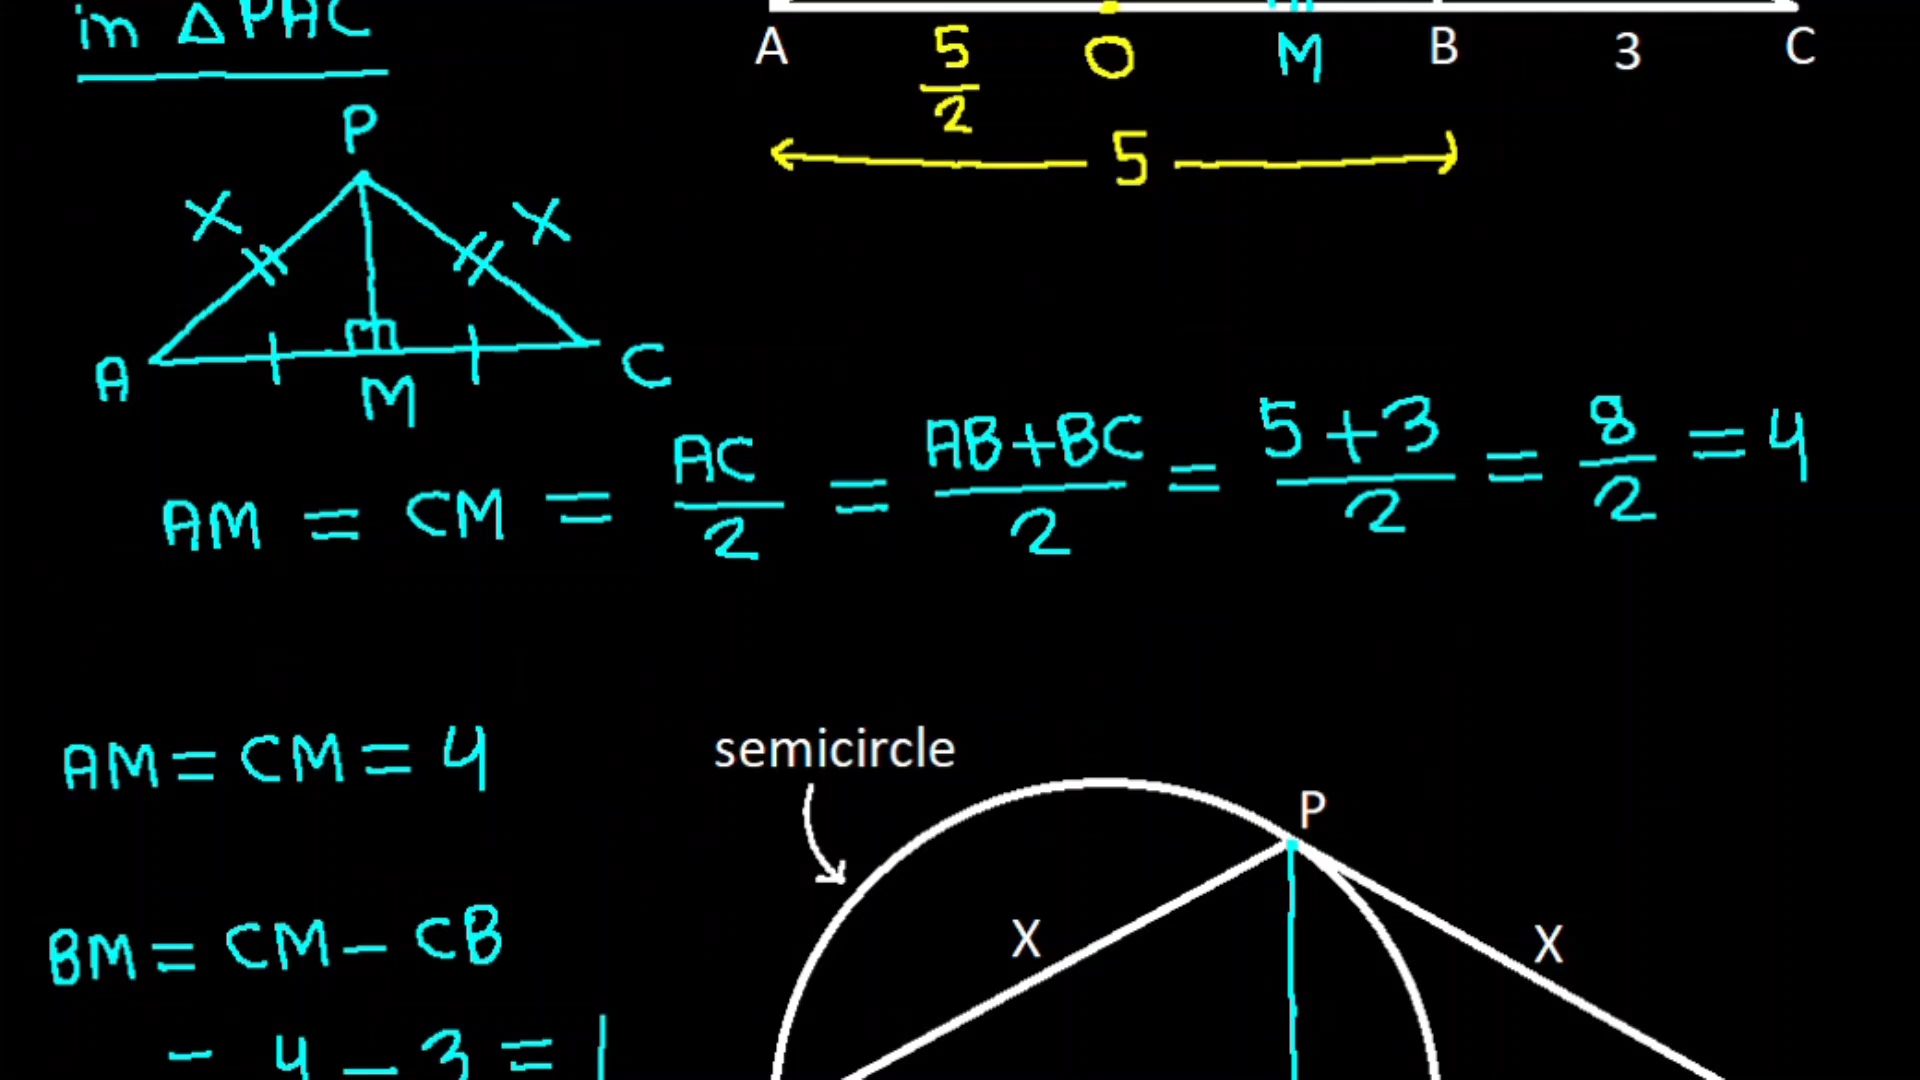 in △PAC
A 5/2 O M B 3 C
5
P
X X
A M C
AM = CM = AC/2 = AB+BC/2 = 5+3/2 = 8/2 = 4
semicircle
AM = CM = 4
P
BM = CM - CB
X X
= 4 - 3 = 1